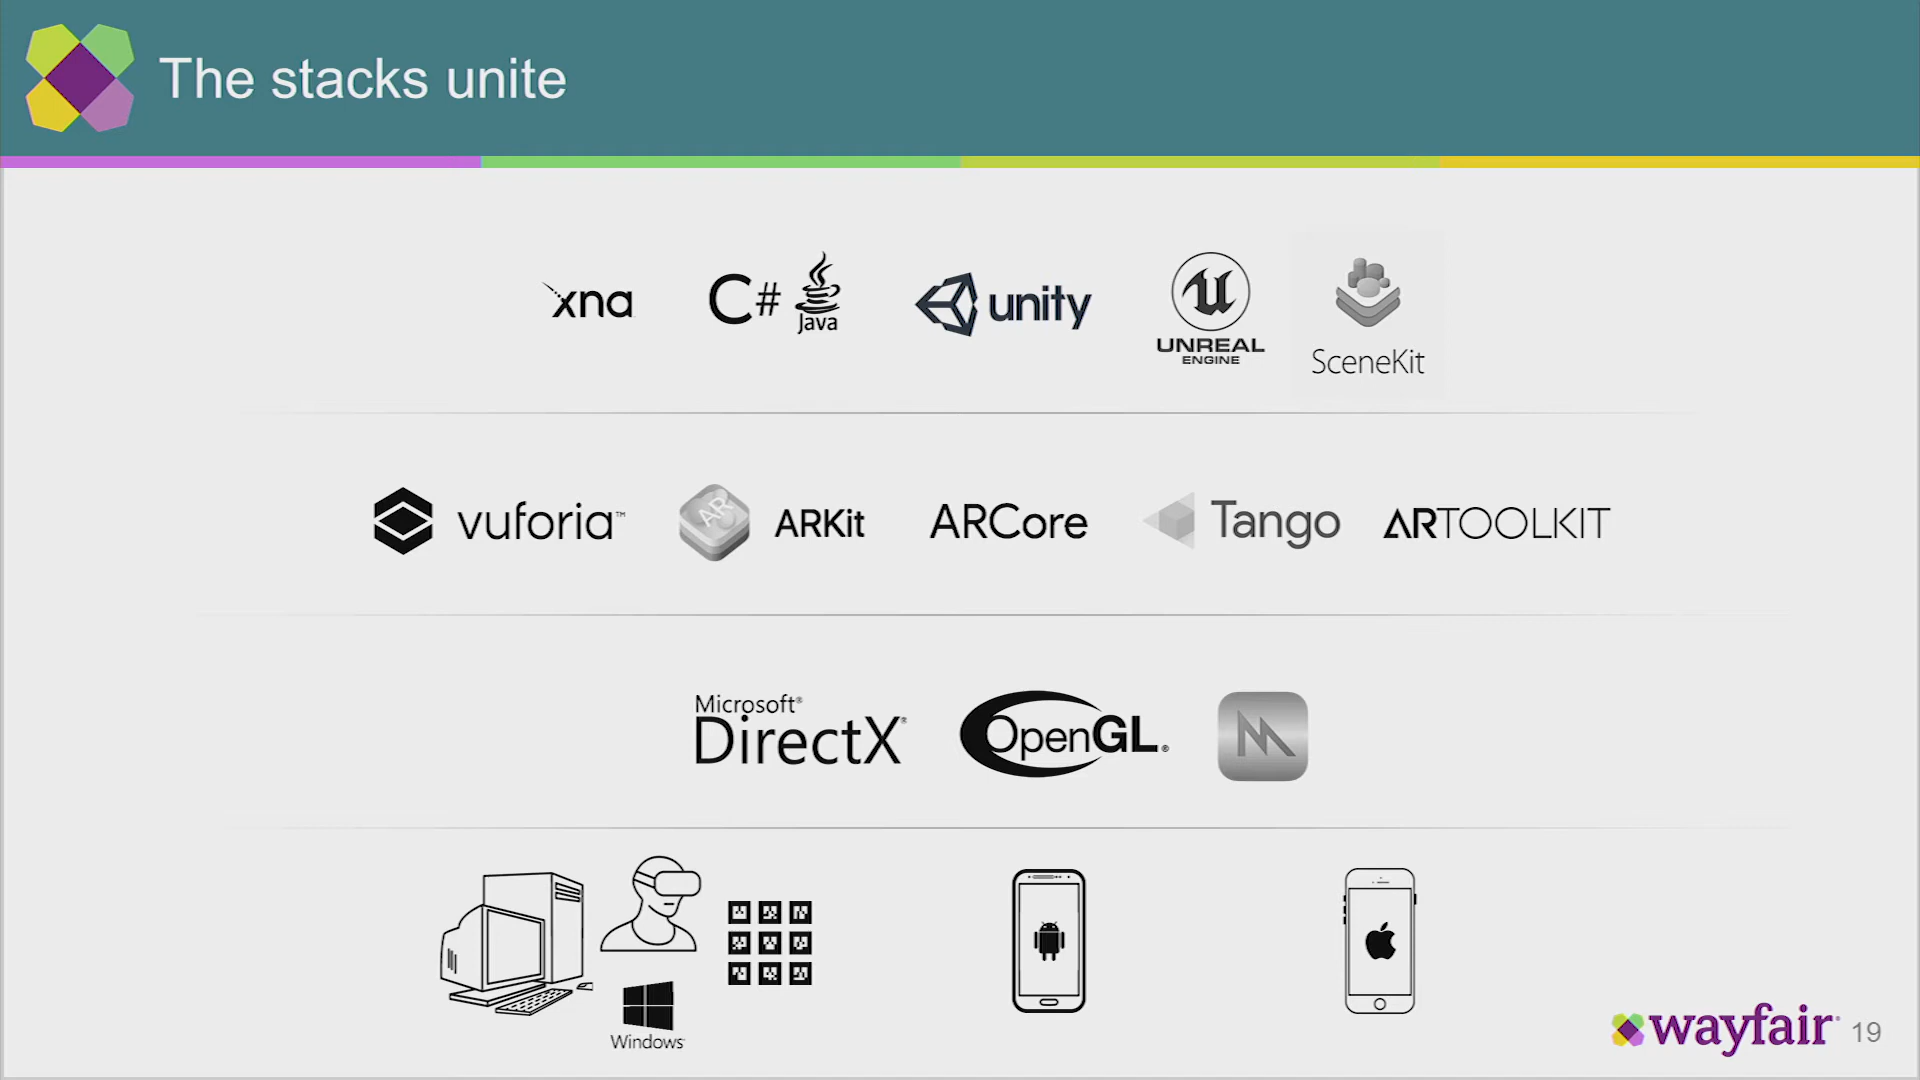 The stacks unite
xna
C#
Java
unity
UNREAL
ENGINE
SceneKit
vuforia™
AR
ARKit
ARCore
Tango
ARTOOLKIT
Microsoft®
DirectX®
OpenGL®
Windows
wayfair
19